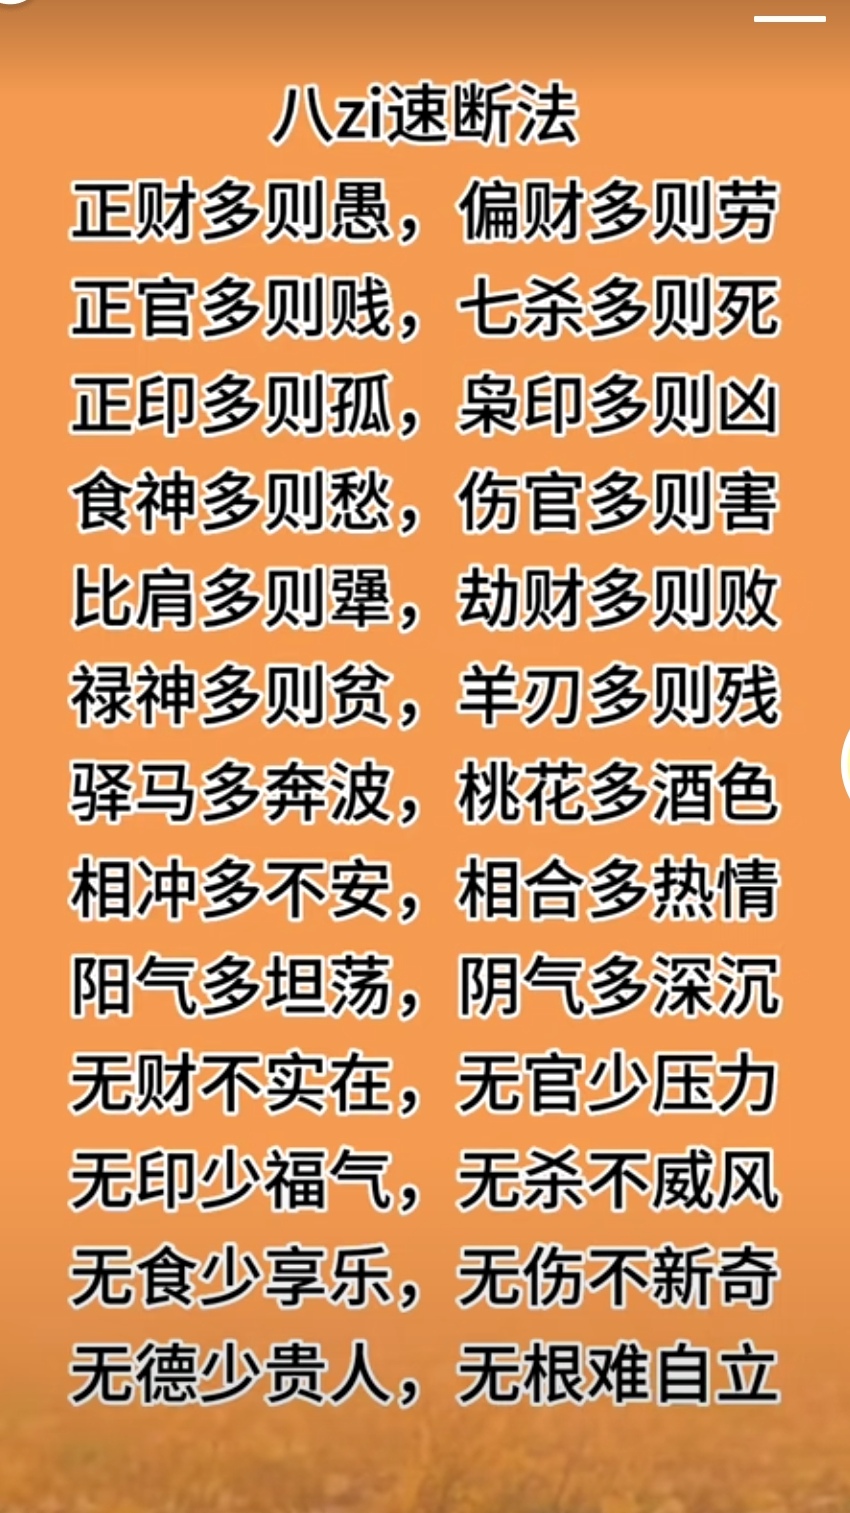 八zi速断法
正财多则愚，偏财多则劳
正官多则贱，七杀多则死
正印多则孤，枭印多则凶
食神多则愁，伤官多则害
比肩多则犟，劫财多则败
禄神多则贫，羊刃多则残
驿马多奔波，桃花多酒色
相冲多不安，相合多热情
阳气多坦荡，阴气多深沉
无财不实在，无官少压力
无印少福气，无杀不威风
无食少享乐，无伤不新奇
无德少贵人，无根难自立